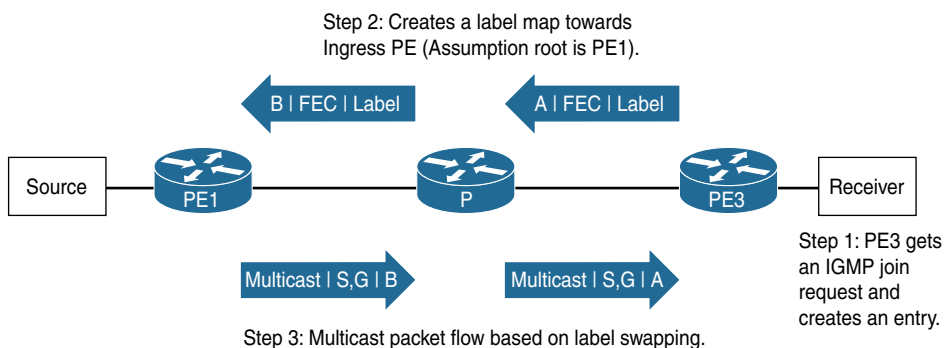 Step 2: Creates a label map towards
Ingress PE (Assumption root is PE1).
B | FEC | Label
A | FEC | Label
Source
PE1
P
PE3
Receiver
Multicast | S,G | B
Multicast | S,G | A
Step 1: PE3 gets
an IGMP join
request and
creates an entry.
Step 3: Multicast packet flow based on label swapping.